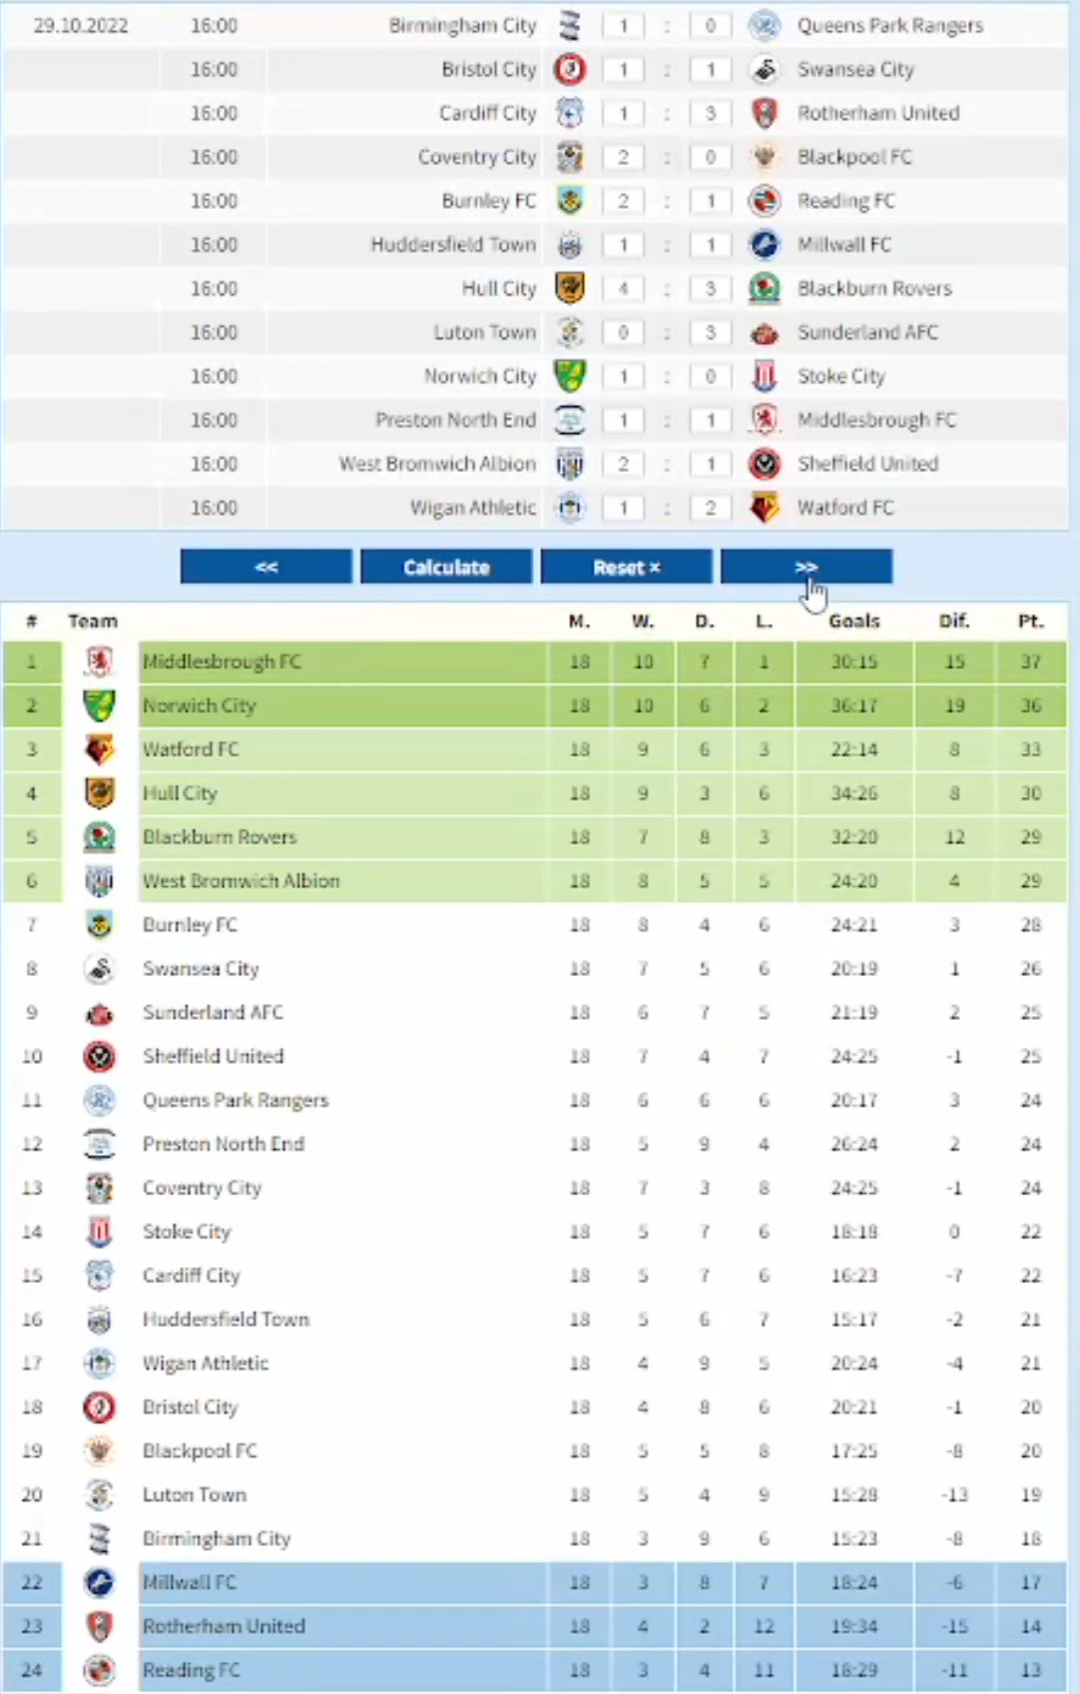 29.10.2022 16:00 Birmingham City 1 : 0 Queens Park Rangers
16:00 Bristol City 1 : 1 Swansea City
16:00 Cardiff City 1 : 3 Rotherham United
16:00 Coventry City 2 : 0 Blackpool FC
16:00 Burnley FC 2 : 1 Reading FC
16:00 Huddersfield Town 1 : 1 Millwall FC
16:00 Hull City 4 : 3 Blackburn Rovers
16:00 Luton Town 0 : 3 Sunderland AFC
16:00 Norwich City 1 : 0 Stoke City
16:00 Preston North End 1 : 1 Middlesbrough FC
16:00 West Bromwich Albion 2 : 1 Sheffield United
16:00 Wigan Athletic 1 : 2 Watford FC
<< Calculate Reset × >>
# Team M. W. D. L. Goals Dif. Pt.
1 Middlesbrough FC 18 10 7 1 30:15 15 37
2 Norwich City 18 10 6 2 36:17 19 36
3 Watford FC 18 9 6 3 22:14 8 33
4 Hull City 18 9 3 6 34:26 8 30
5 Blackburn Rovers 18 7 8 3 32:20 12 29
6 West Bromwich Albion 18 8 5 5 24:20 4 29
7 Burnley FC 18 8 4 6 24:21 3 28
8 Swansea City 18 7 5 6 20:19 1 26
9 Sunderland AFC 18 6 7 5 21:19 2 25
10 Sheffield United 18 7 4 7 24:25 -1 25
11 Queens Park Rangers 18 6 6 6 20:17 3 24
12 Preston North End 18 5 9 4 26:24 2 24
13 Coventry City 18 7 3 8 24:25 -1 24
14 Stoke City 18 5 7 6 18:18 0 22
15 Cardiff City 18 5 7 6 16:23 -7 22
16 Huddersfield Town 18 5 6 7 15:17 -2 21
17 Wigan Athletic 18 4 9 5 20:24 -4 21
18 Bristol City 18 4 8 6 20:21 -1 20
19 Blackpool FC 18 5 5 8 17:25 -8 20
20 Luton Town 18 5 4 9 15:28 -13 19
21 Birmingham City 18 3 9 6 15:23 -8 18
22 Millwall FC 18 3 8 7 18:24 -6 17
23 Rotherham United 18 4 2 12 19:34 -15 14
24 Reading FC 18 3 4 11 18:29 -11 13